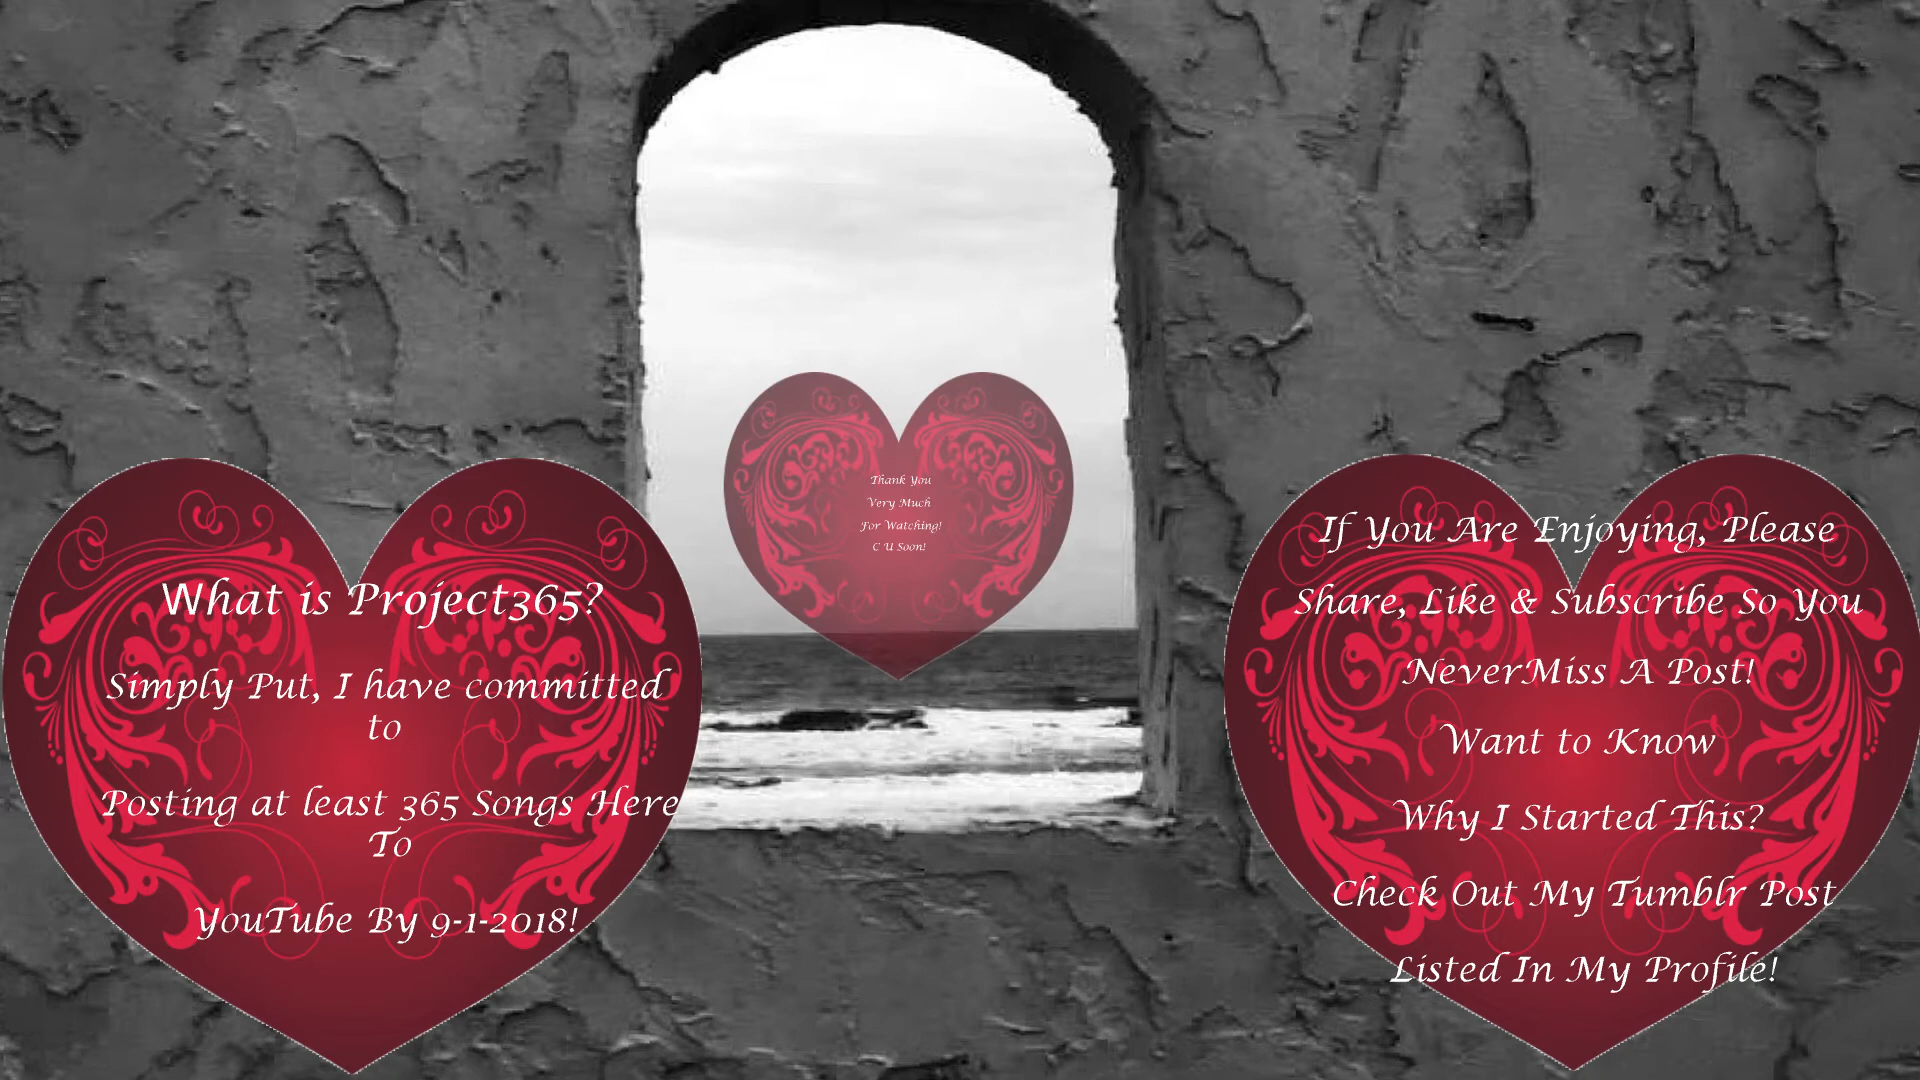 What is Project365?
Simply Put, I have committed
to
Posting at least 365 Songs Here
To
YouTube By 9-1-2018!
Thank You
Very Much
For Watching!
C U Soon!
If You Are Enjoying, Please
Share, Like & Subscribe So You
NeverMiss A Post!
Want to Know
Why I Started This?
Check Out My Tumblr Post
Listed In My Profile!